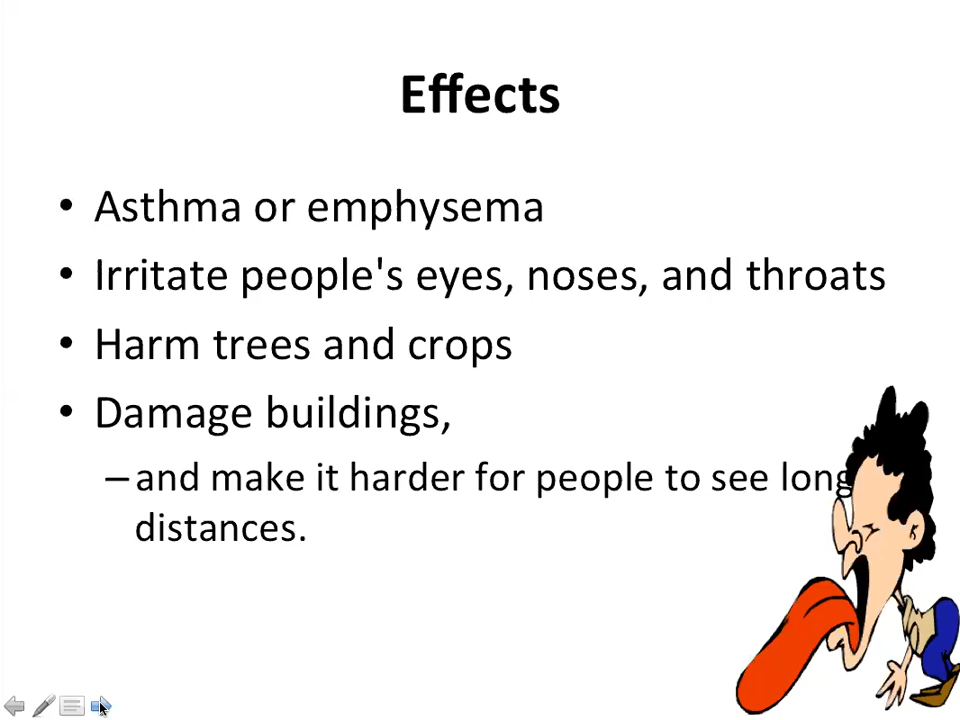 Effects
• Asthma or emphysema
• Irritate people's eyes, noses, and throats
• Harm trees and crops
• Damage buildings,
–and make it harder for people to see long
distances.